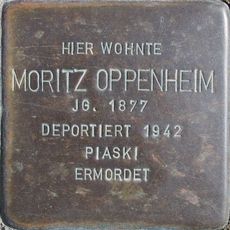 HIER WOHNTE
MORITZ OPPENHEIM
JG. 1877
DEPORTIERT 1942
PIASKI
ERMORDET